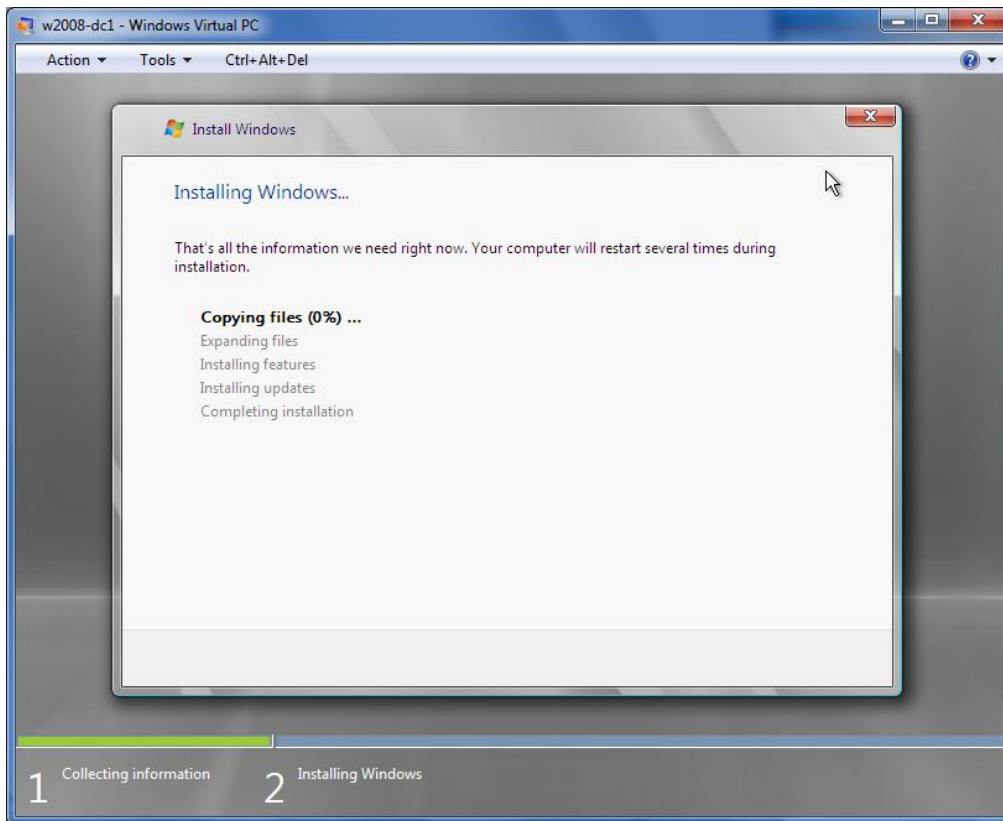 w2008-dc1 - Windows Virtual PC
Action Tools Ctrl+Alt+Del
Install Windows
Installing Windows...
That's all the information we need right now. Your computer will restart several times during
installation.
Copying files (0%) ...
Expanding files
Installing features
Installing updates
Completing installation
1 Collecting information 2 Installing Windows